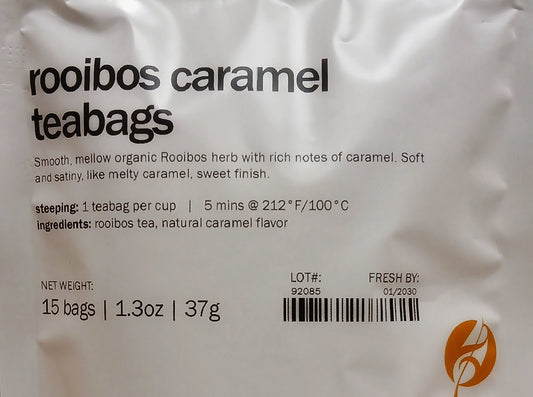 rooibos caramel
teabags
Smooth, mellow organic Rooibos herb with rich notes of caramel. Soft
and satiny, like melty caramel, sweet finish.
steeping: 1 teabag per cup | 5 mins @ 212°F/100°C
ingredients: rooibos tea, natural caramel flavor
NET WEIGHT:
15 bags | 1.3oz | 37g
LOT#:
92085
FRESH BY:
01/2030